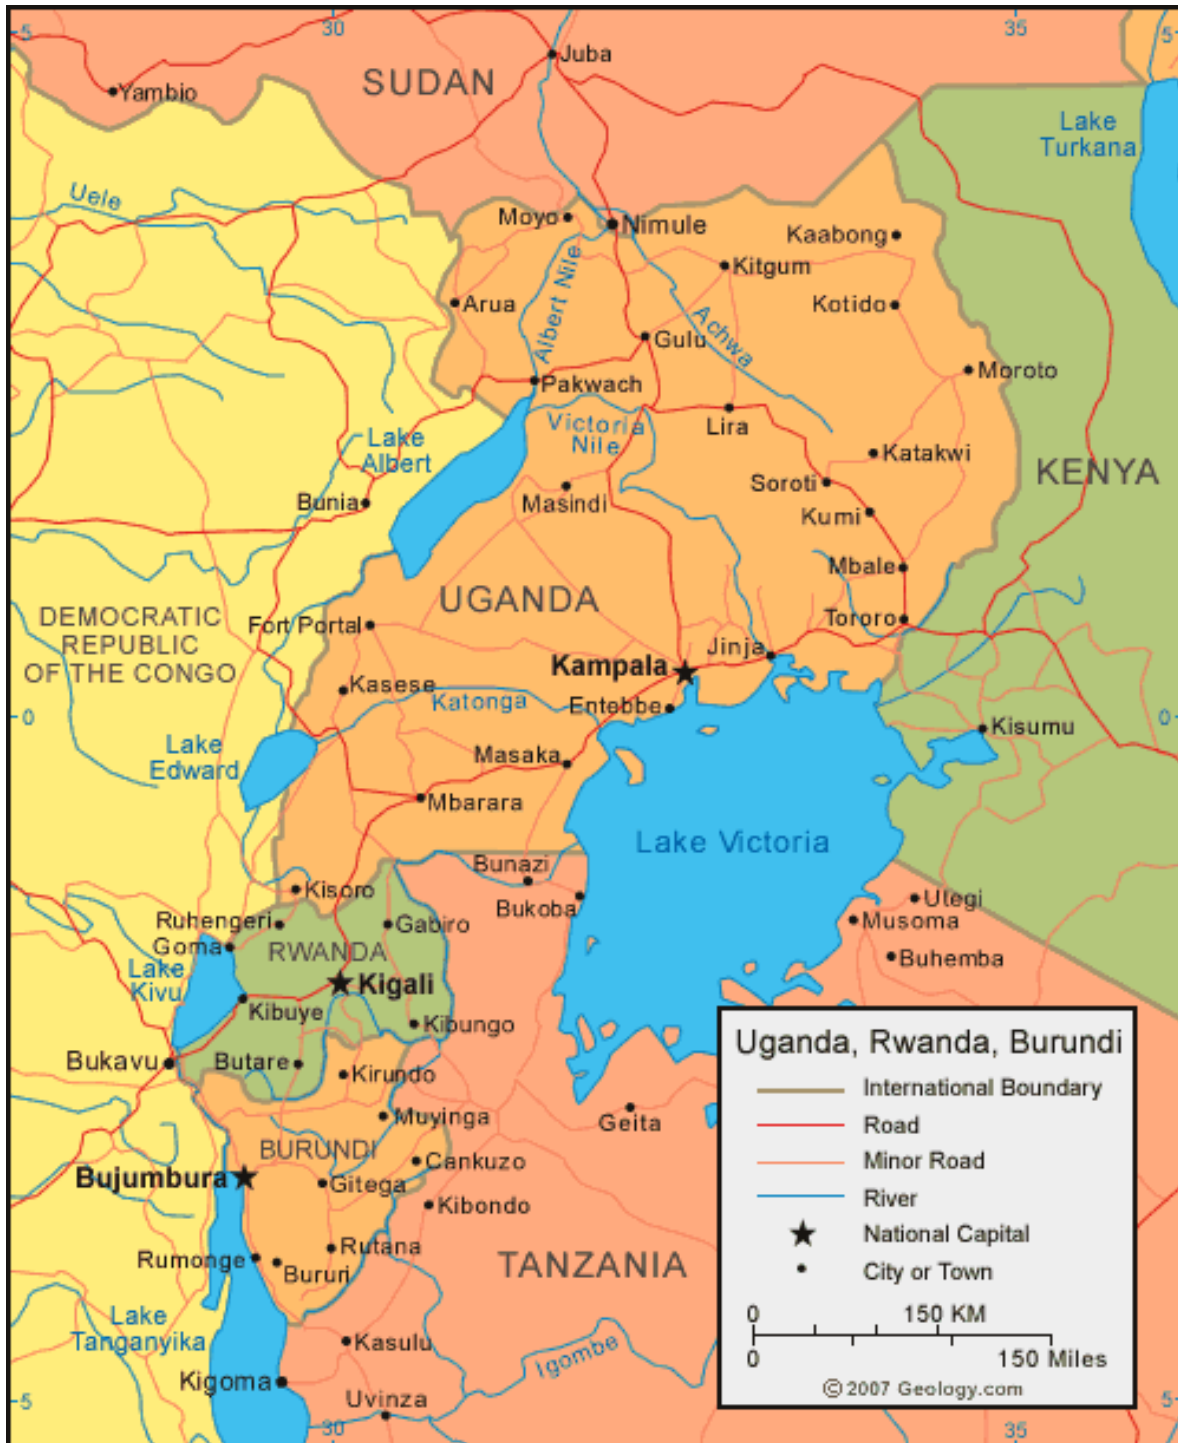 5
30
35
5
Juba
SUDAN
Yambio
Lake
Turkana
Uele
Moyo
Nimule
Kaabong
Kitgum
Albert Nile
Arua
Kotido
Achwa
Gulu
Moroto
Pakwach
Victoria
Nile
Lira
Lake
Albert
Katakwi
KENYA
Soroti
Bunia
Masindi
Kumi
Mbale
UGANDA
DEMOCRATIC
REPUBLIC
OF THE CONGO
Fort Portal
Tororo
Jinja
Kampala
Kasese
Katonga
Entebbe
0
0
Kisumu
Lake
Edward
Masaka
Mbarara
Lake Victoria
Bunazi
Kisoro
Bukoba
Utegi
Ruhengeri
Gabiro
Musoma
Goma
RWANDA
Buhemba
Lake
Kivu
Kigali
Kibuye
Kibungo
Bukavu
Butare
Kirundo
Muyinga
Geita
BURUNDI
Cankuzo
Bujumbura
Gitega
Kibondo
Rutana
Rumonge
Bururi
TANZANIA
Lake
Tanganyika
Kasulu
Igombe
Kigoma
Uvinza
5
30
35
5
Uganda, Rwanda, Burundi
International Boundary
Road
Minor Road
River
National Capital
City or Town
0 150 KM
0 150 Miles
© 2007 Geology.com